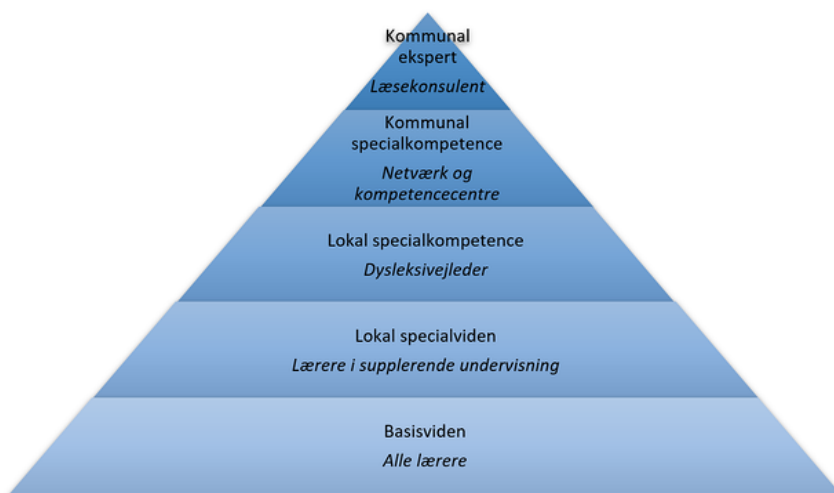 Kommunal
ekspert
Læsekonsulent
Kommunal
specialkompetence
Netværk og
kompetencecentre
Lokal specialkompetence
Dysleksivejleder
Lokal specialviden
Lærere i supplerende undervisning
Basisviden
Alle lærere